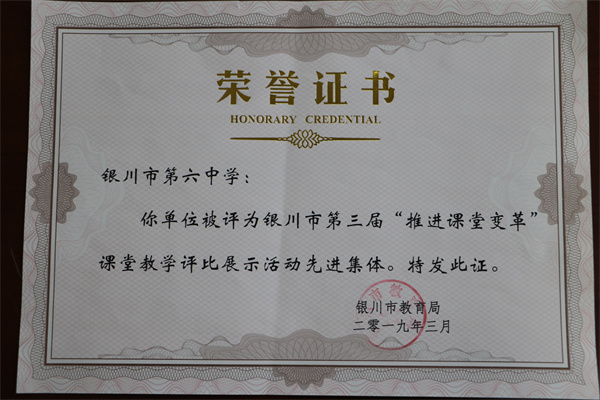 荣誉证书
HONORARY CREDENTIAL
银川市第六中学：
你单位被评为银川市第三届“推进课堂变革”
课堂教学评比展示活动先进集体。特发此证。
银川市教育局
二零一九年三月